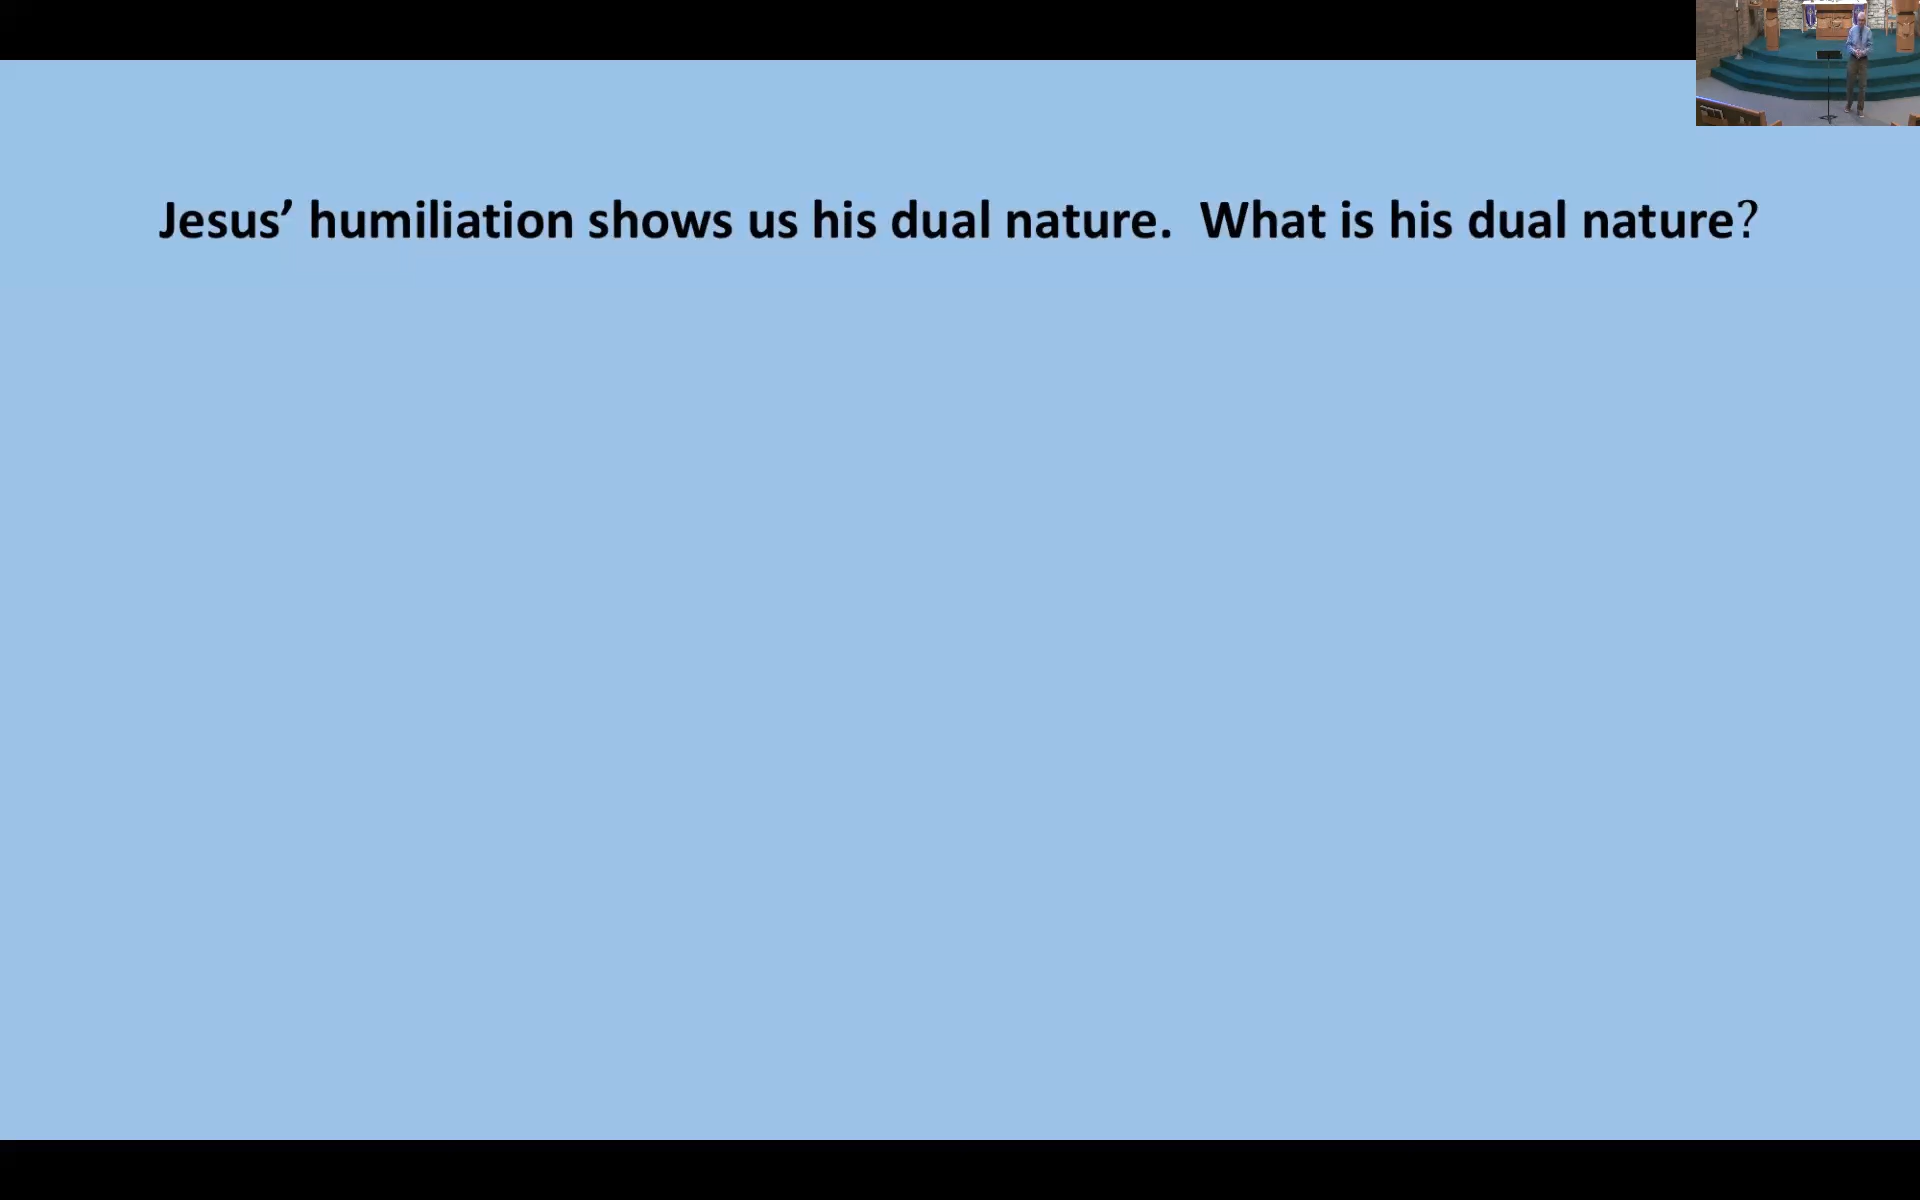 Jesus’ humiliation shows us his dual nature.  What is his dual nature?